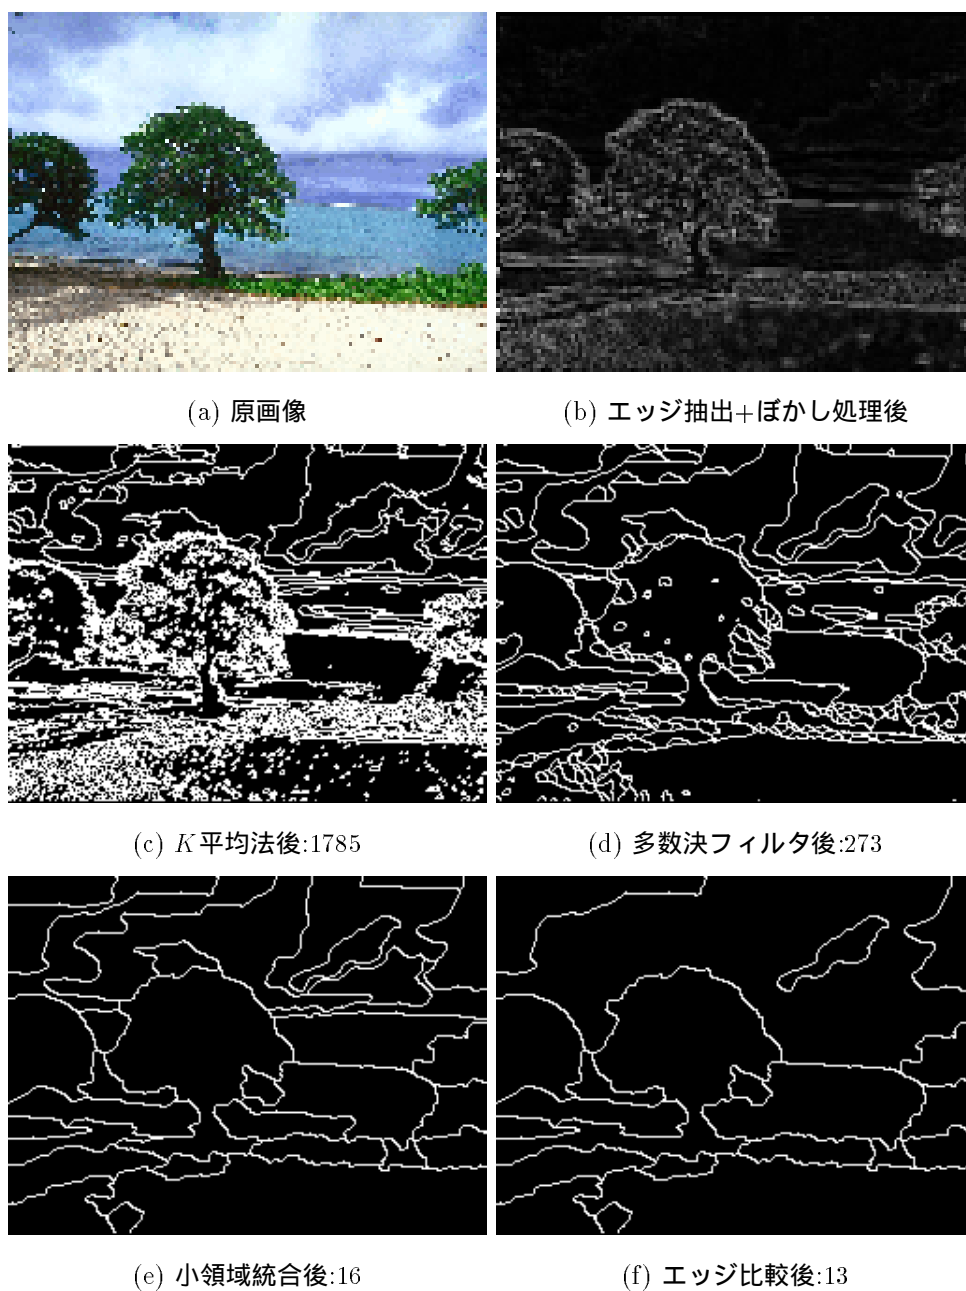 (a) 原画像
(b) エッジ抽出+ぼかし処理後
(c) K平均法後:1785
(d) 多数決フィルタ後:273
(e) 小領域統合後:16
(f) エッジ比較後:13